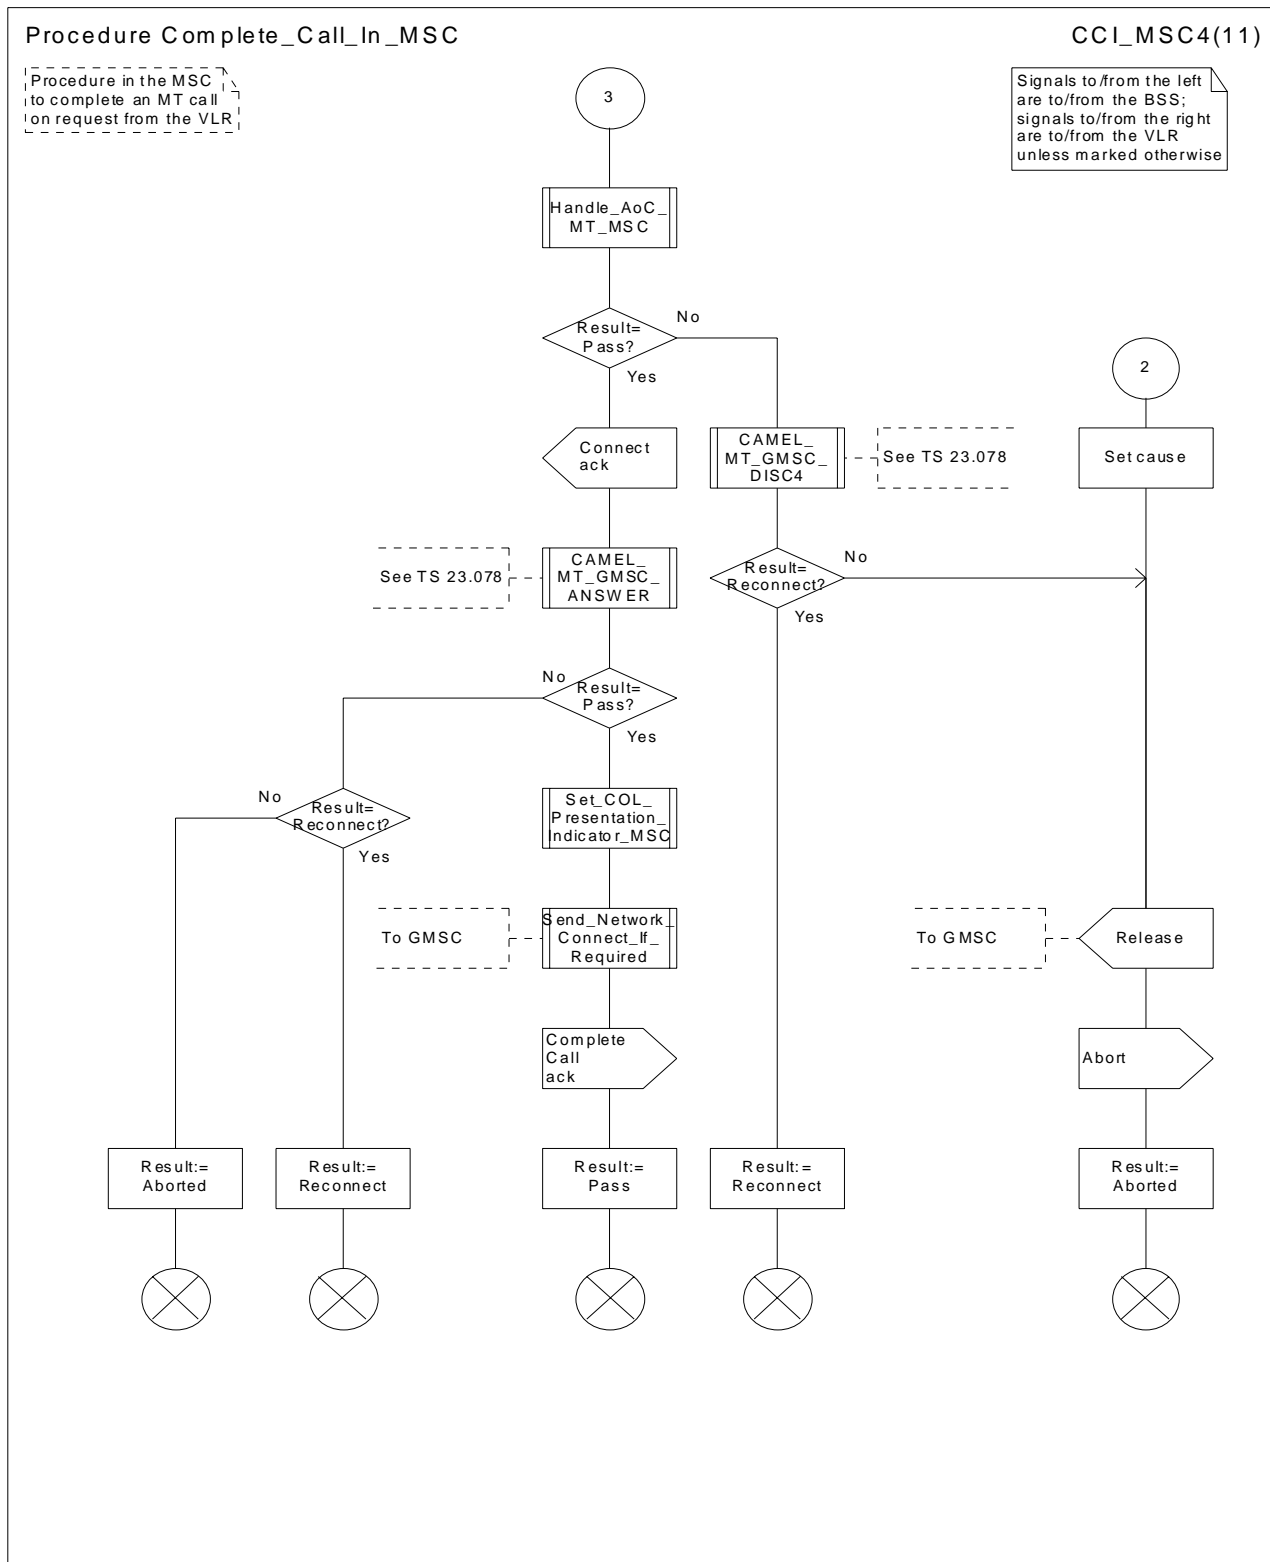 Procedure Complete_Call_In_MSC
CCI_MSC4(11)
Procedure in the MSC
to complete an MT call
on request from the VLR
Signals to/from the left
are to/from the BSS;
signals to/from the right
are to/from the VLR
unless marked otherwise
3
Handle_AoC_
MT_MSC
Result=
Pass?
No
Yes
2
Connect
ack
CAMEL_
MT_GMSC_
DISC4
See TS 23.078
Set cause
See TS 23.078
CAMEL_
MT_GMSC_
ANSWER
Result=
Reconnect?
No
Yes
No
Result=
Pass?
Yes
No
Result=
Reconnect?
Yes
Set_COL_
Presentation_
Indicator_MSC
To GMSC
Send_Network_
Connect_If_
Required
To GMSC
Release
Complete
Call
ack
Abort
Result:=
Aborted
Result:=
Reconnect
Result:=
Pass
Result:=
Reconnect
Result:=
Aborted